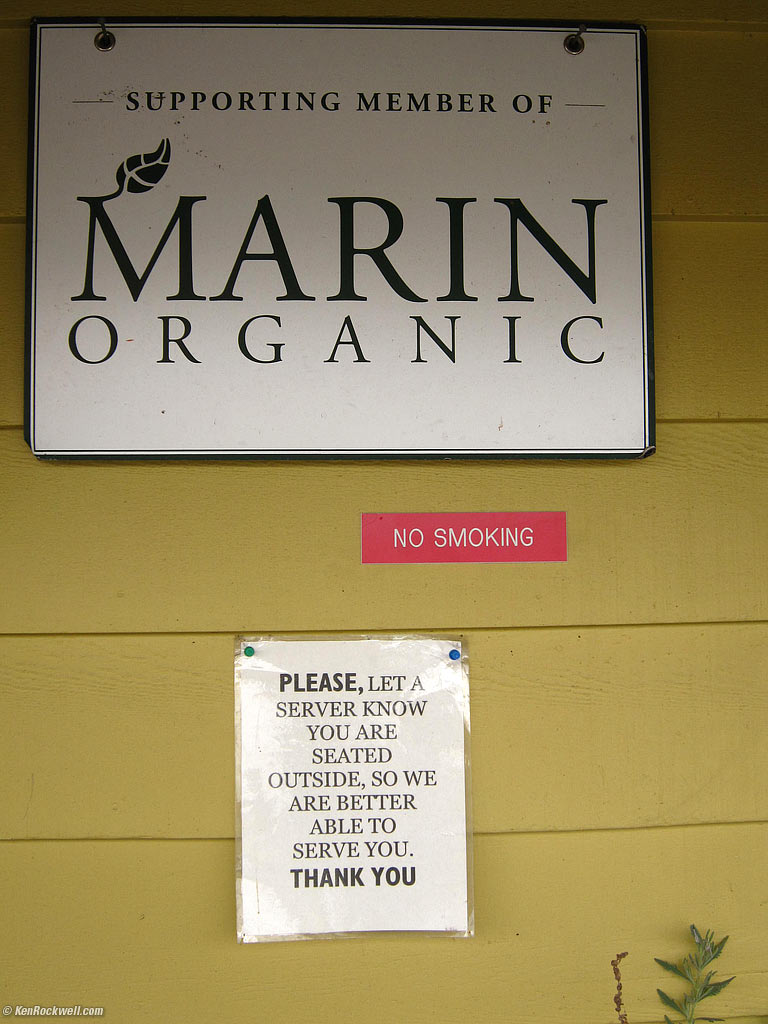 SUPPORTING MEMBER OF
MARIN
ORGANIC
NO SMOKING
PLEASE, LET A
SERVER KNOW
YOU ARE
SEATED
OUTSIDE, SO WE
ARE BETTER
ABLE TO
SERVE YOU.
THANK YOU
© KenRockwell.com